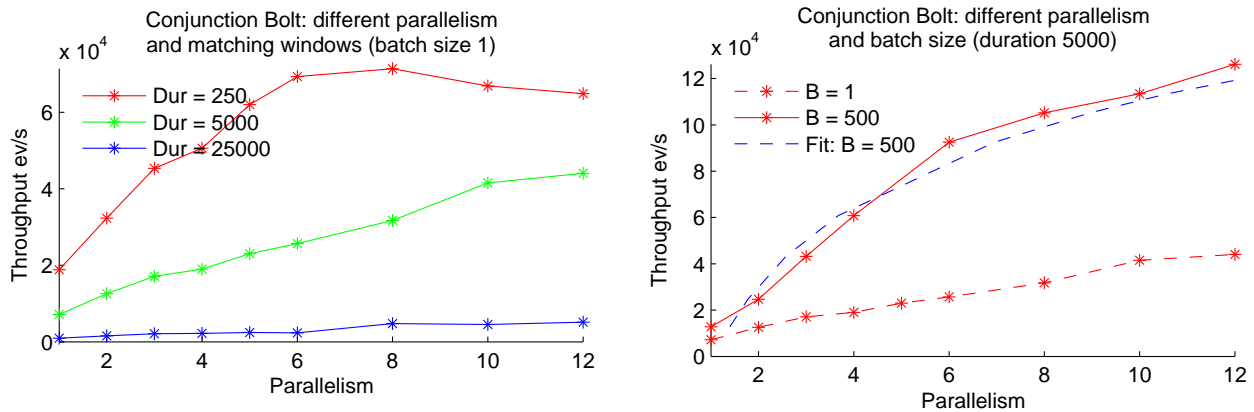 Conjunction Bolt: different parallelism
and matching windows (batch size 1)
x 10^4
Throughput ev/s
6
4
2
0
Dur = 250
Dur = 5000
Dur = 25000
2 4 6 8 10 12
Parallelism
Conjunction Bolt: different parallelism
and batch size (duration 5000)
x 10^4
Throughput ev/s
12
10
8
6
4
2
0
B = 1
B = 500
Fit: B = 500
2 4 6 8 10 12
Parallelism